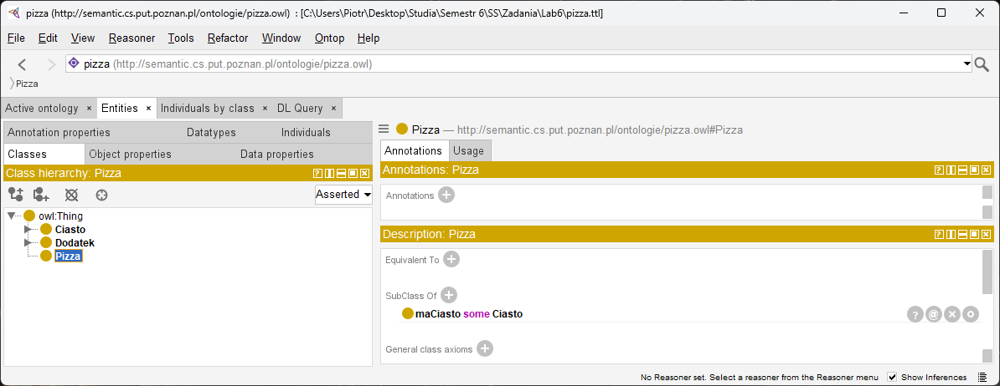 pizza (http://semantic.cs.put.poznan.pl/ontologie/pizza.owl) : [C:\Users\Piotr\Desktop\Studia\Semestr 6\SS\Zadania\Lab6\pizza.ttl]
File Edit View Reasoner Tools Refactor Window Ontop Help
pizza (http://semantic.cs.put.poznan.pl/ontologie/pizza.owl)
Pizza
Active ontology × Entities × Individuals by class × DL Query ×
Annotation properties Datatypes Individuals
Classes Object properties Data properties
Class hierarchy: Pizza
Asserted
owl:Thing
Ciasto
Dodatek
Pizza
Pizza — http://semantic.cs.put.poznan.pl/ontologie/pizza.owl#Pizza
Annotations Usage
Annotations: Pizza
Annotations
Description: Pizza
Equivalent To
SubClass Of
maCiasto some Ciasto
General class axioms
No Reasoner set. Select a reasoner from the Reasoner menu Show Inferences